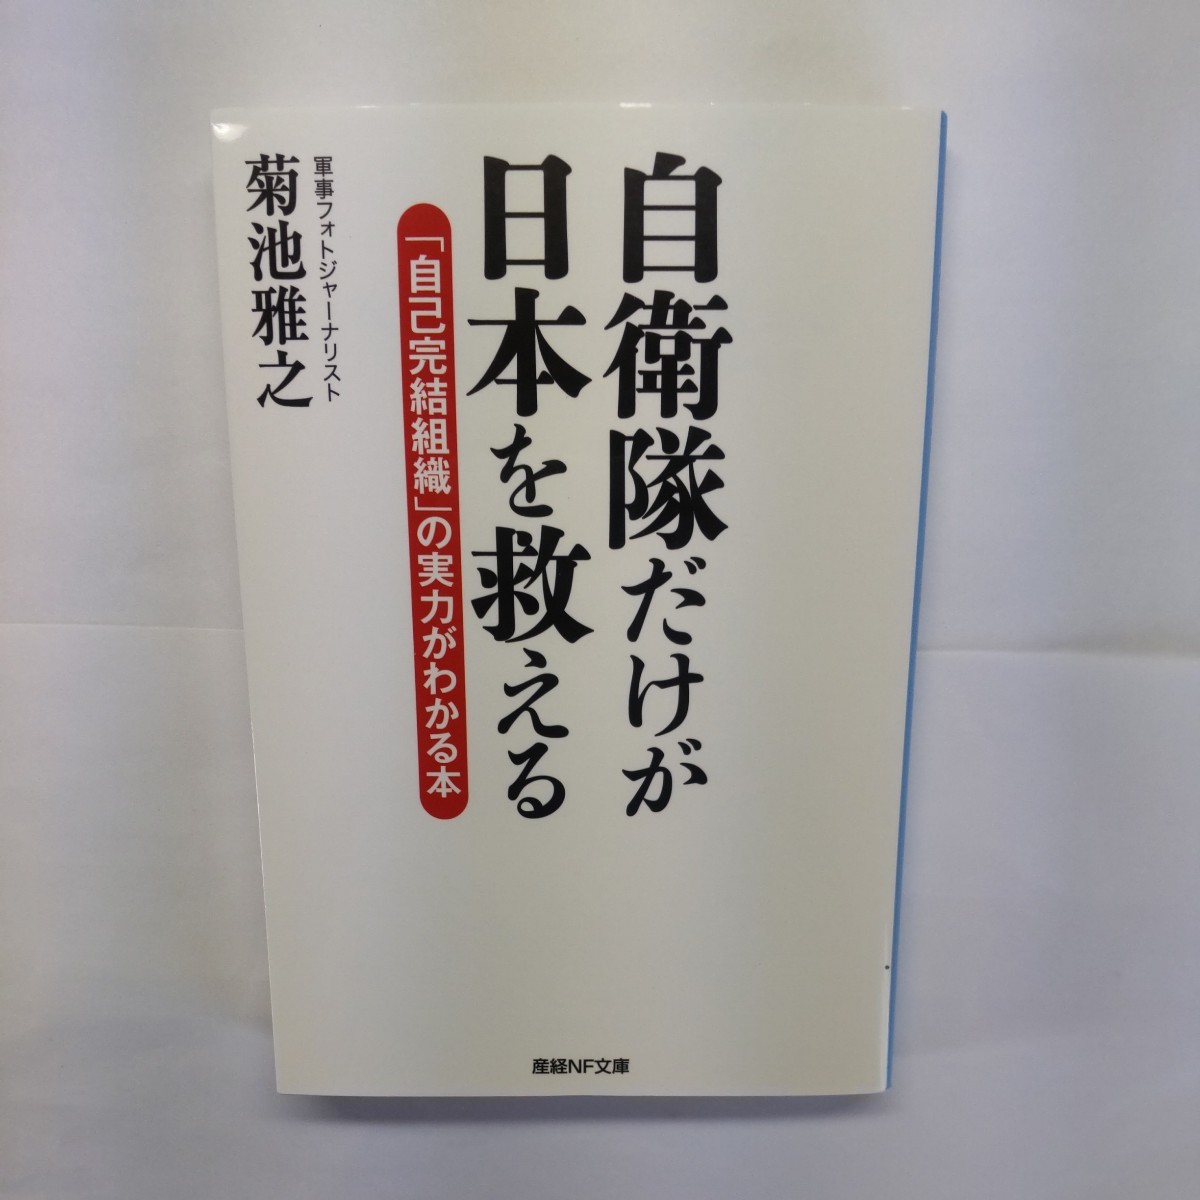 自衛隊だけが
日本を救える
「自己完結組織」の実力がわかる本
軍事フォトジャーナリスト
菊池雅之
産経NF文庫